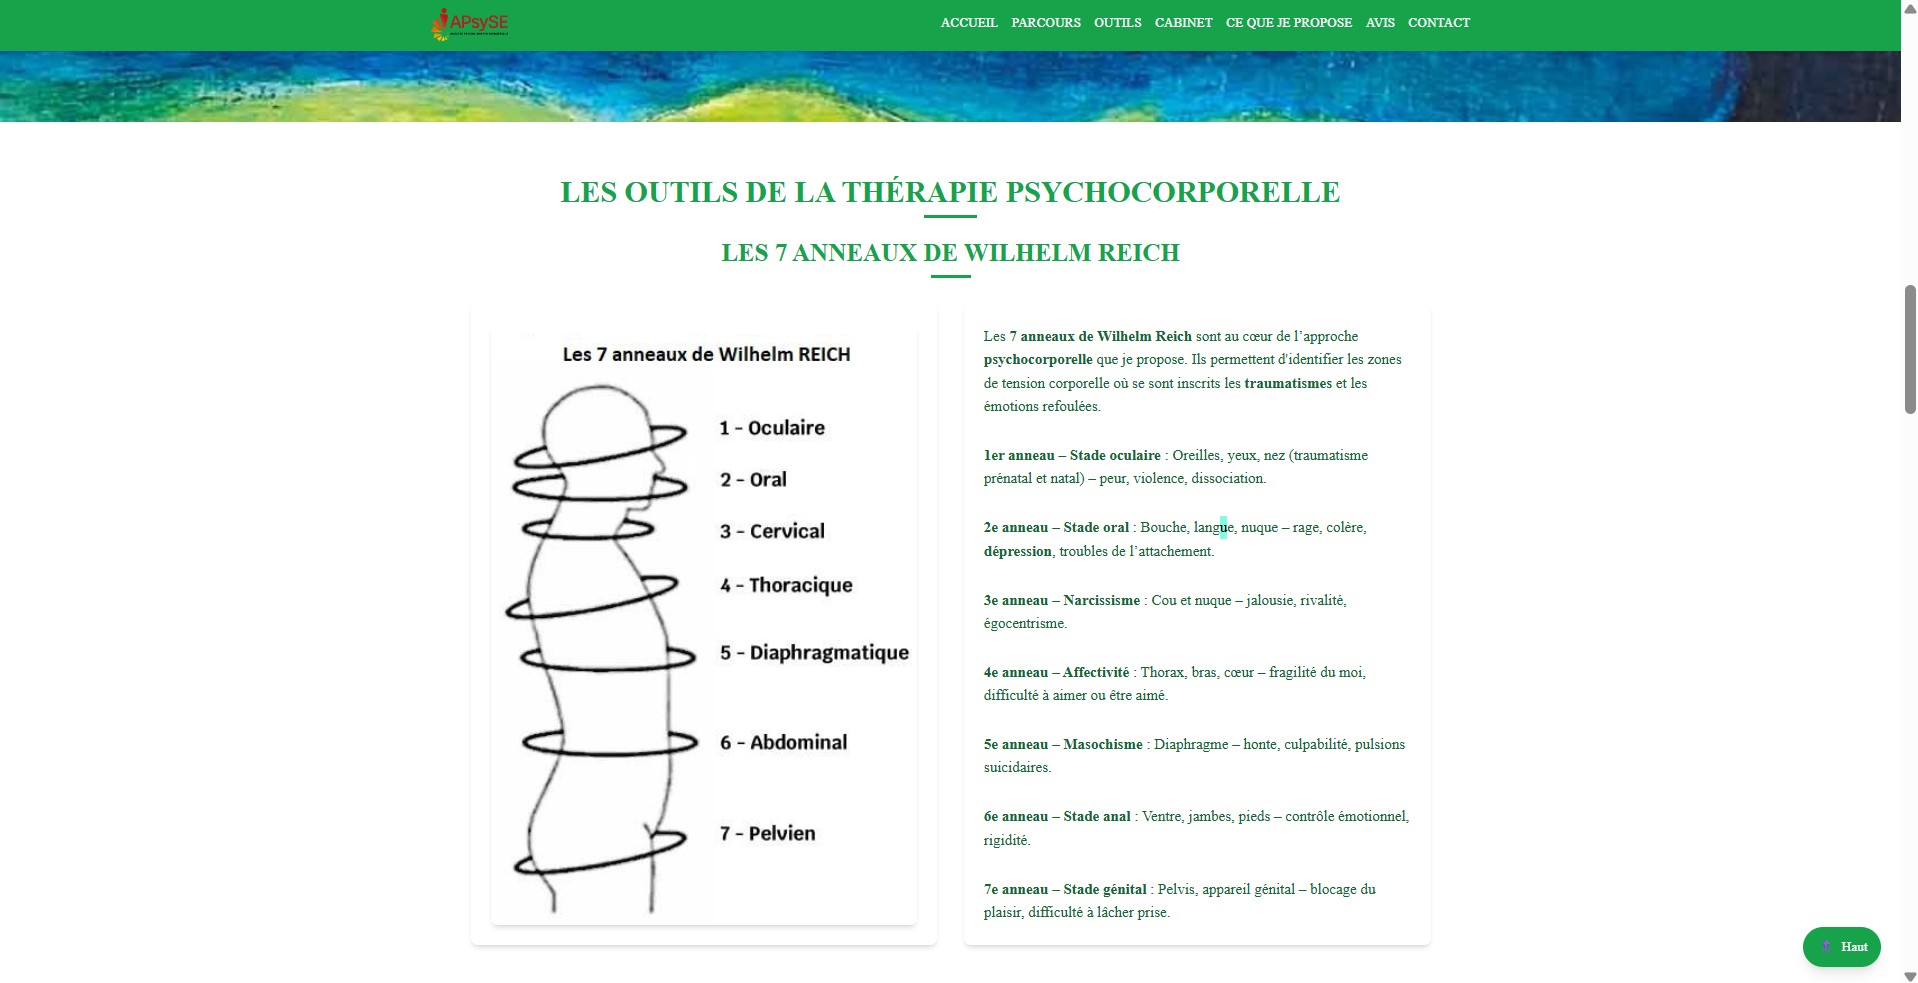 APsySE
ACCUEIL PARCOURS OUTILS CABINET CE QUE JE PROPOSE AVIS CONTACT
LES OUTILS DE LA THÉRAPIE PSYCHOCORPORELLE
LES 7 ANNEAUX DE WILHELM REICH
Les 7 anneaux de Wilhelm REICH
1 - Oculaire
2 - Oral
3 - Cervical
4 - Thoracique
5 - Diaphragmatique
6 - Abdominal
7 - Pelvien
Les 7 anneaux de Wilhelm Reich sont au cœur de l’approche
psychocorporelle que je propose. Ils permettent d'identifier les zones
de tension corporelle où se sont inscrits les traumatismes et les
émotions refoulées.
1er anneau – Stade oculaire : Oreilles, yeux, nez (traumatisme
prénatal et natal) – peur, violence, dissociation.
2e anneau – Stade oral : Bouche, langue, nuque – rage, colère,
dépression, troubles de l’attachement.
3e anneau – Narcissisme : Cou et nuque – jalousie, rivalité,
égocentrisme.
4e anneau – Affectivité : Thorax, bras, cœur – fragilité du moi,
difficulté à aimer ou être aimé.
5e anneau – Masochisme : Diaphragme – honte, culpabilité, pulsions
suicidaires.
6e anneau – Stade anal : Ventre, jambes, pieds – contrôle émotionnel,
rigidité.
7e anneau – Stade génital : Pelvis, appareil génital – blocage du
plaisir, difficulté à lâcher prise.
Haut